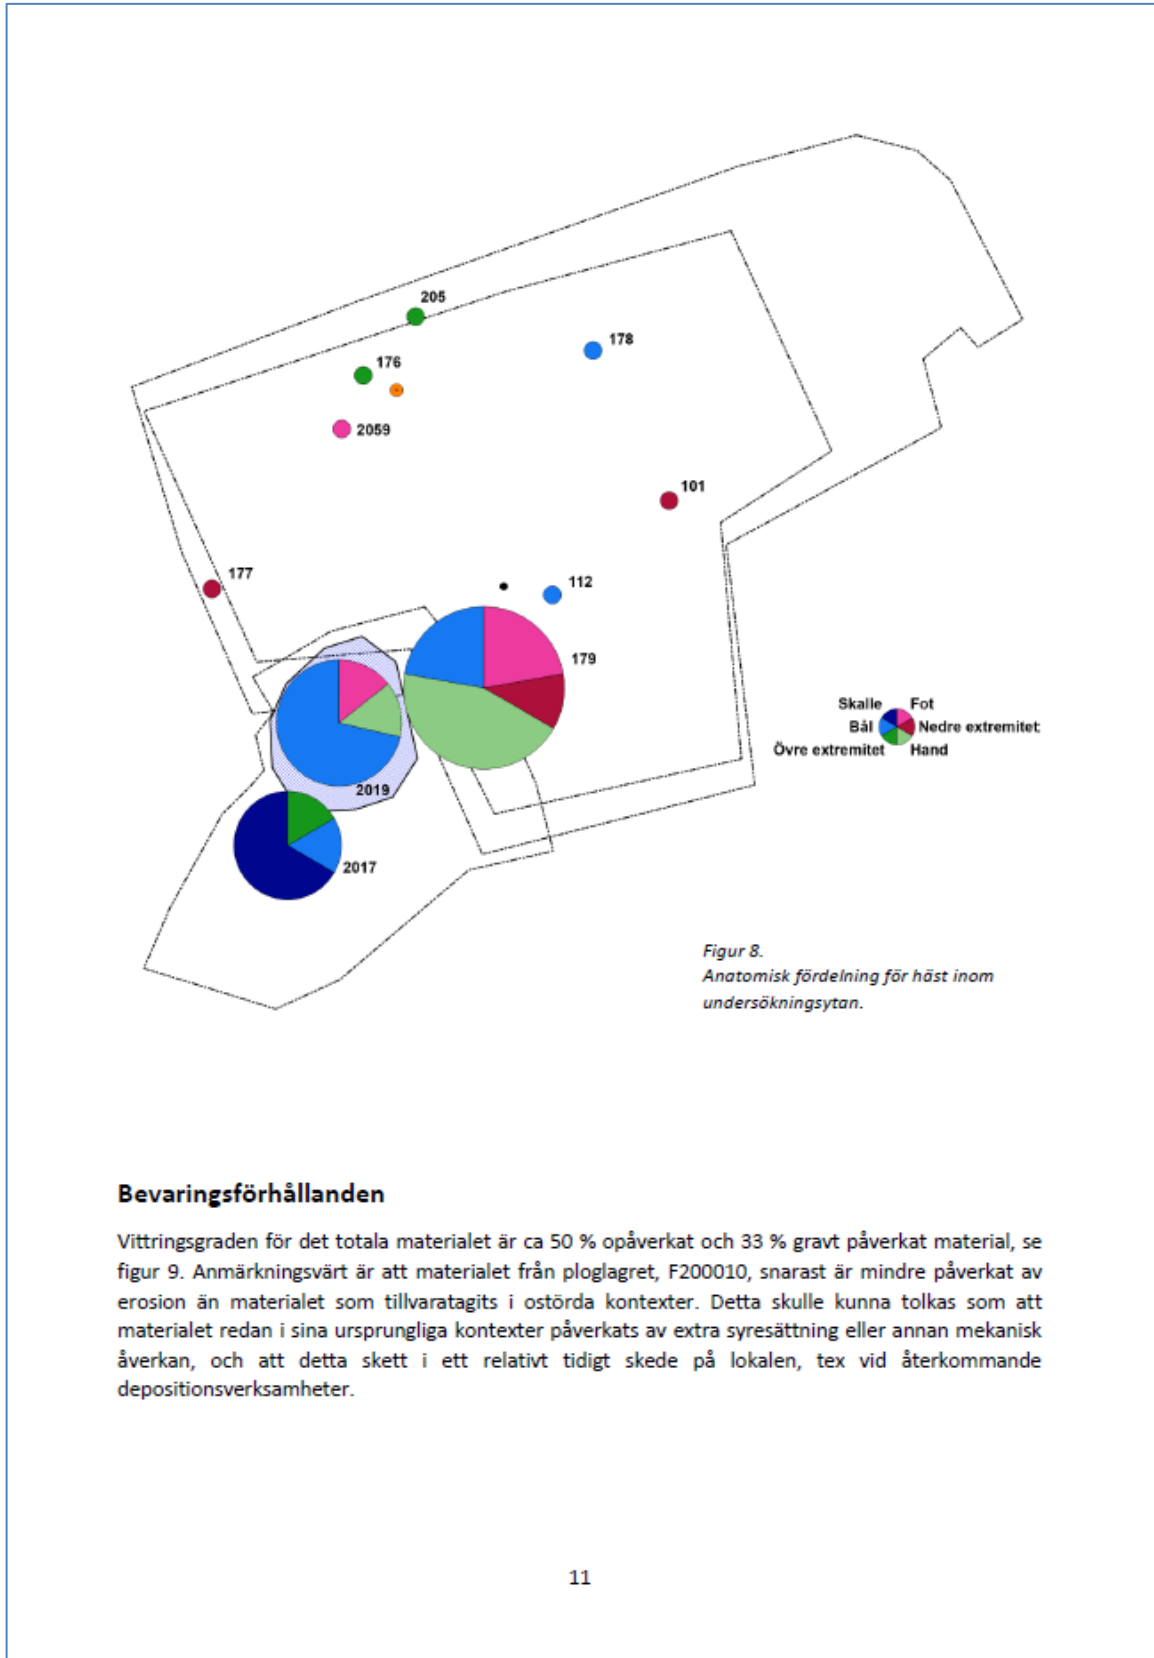 205
178
176
2059
101
177
112
179
Skalle Fot
Bål Nedre extremitet
Övre extremitet Hand
2019
2017
Figur 8.
Anatomisk fördelning för häst inom
undersökningsytan.
Bevaringsförhållanden
Vittringsgraden för det totala materialet är ca 50 % opåverkat och 33 % gravt påverkat material, se
figur 9. Anmärkningsvärt är att materialet från ploglagret, F200010, snarast är mindre påverkat av
erosion än materialet som tillvaratagits i ostörda kontexter. Detta skulle kunna tolkas som att
materialet redan i sina ursprungliga kontexter påverkats av extra syresättning eller annan mekanisk
åverkan, och att detta skett i ett relativt tidigt skede på lokalen, tex vid återkommande
depositionsverksamheter.
11